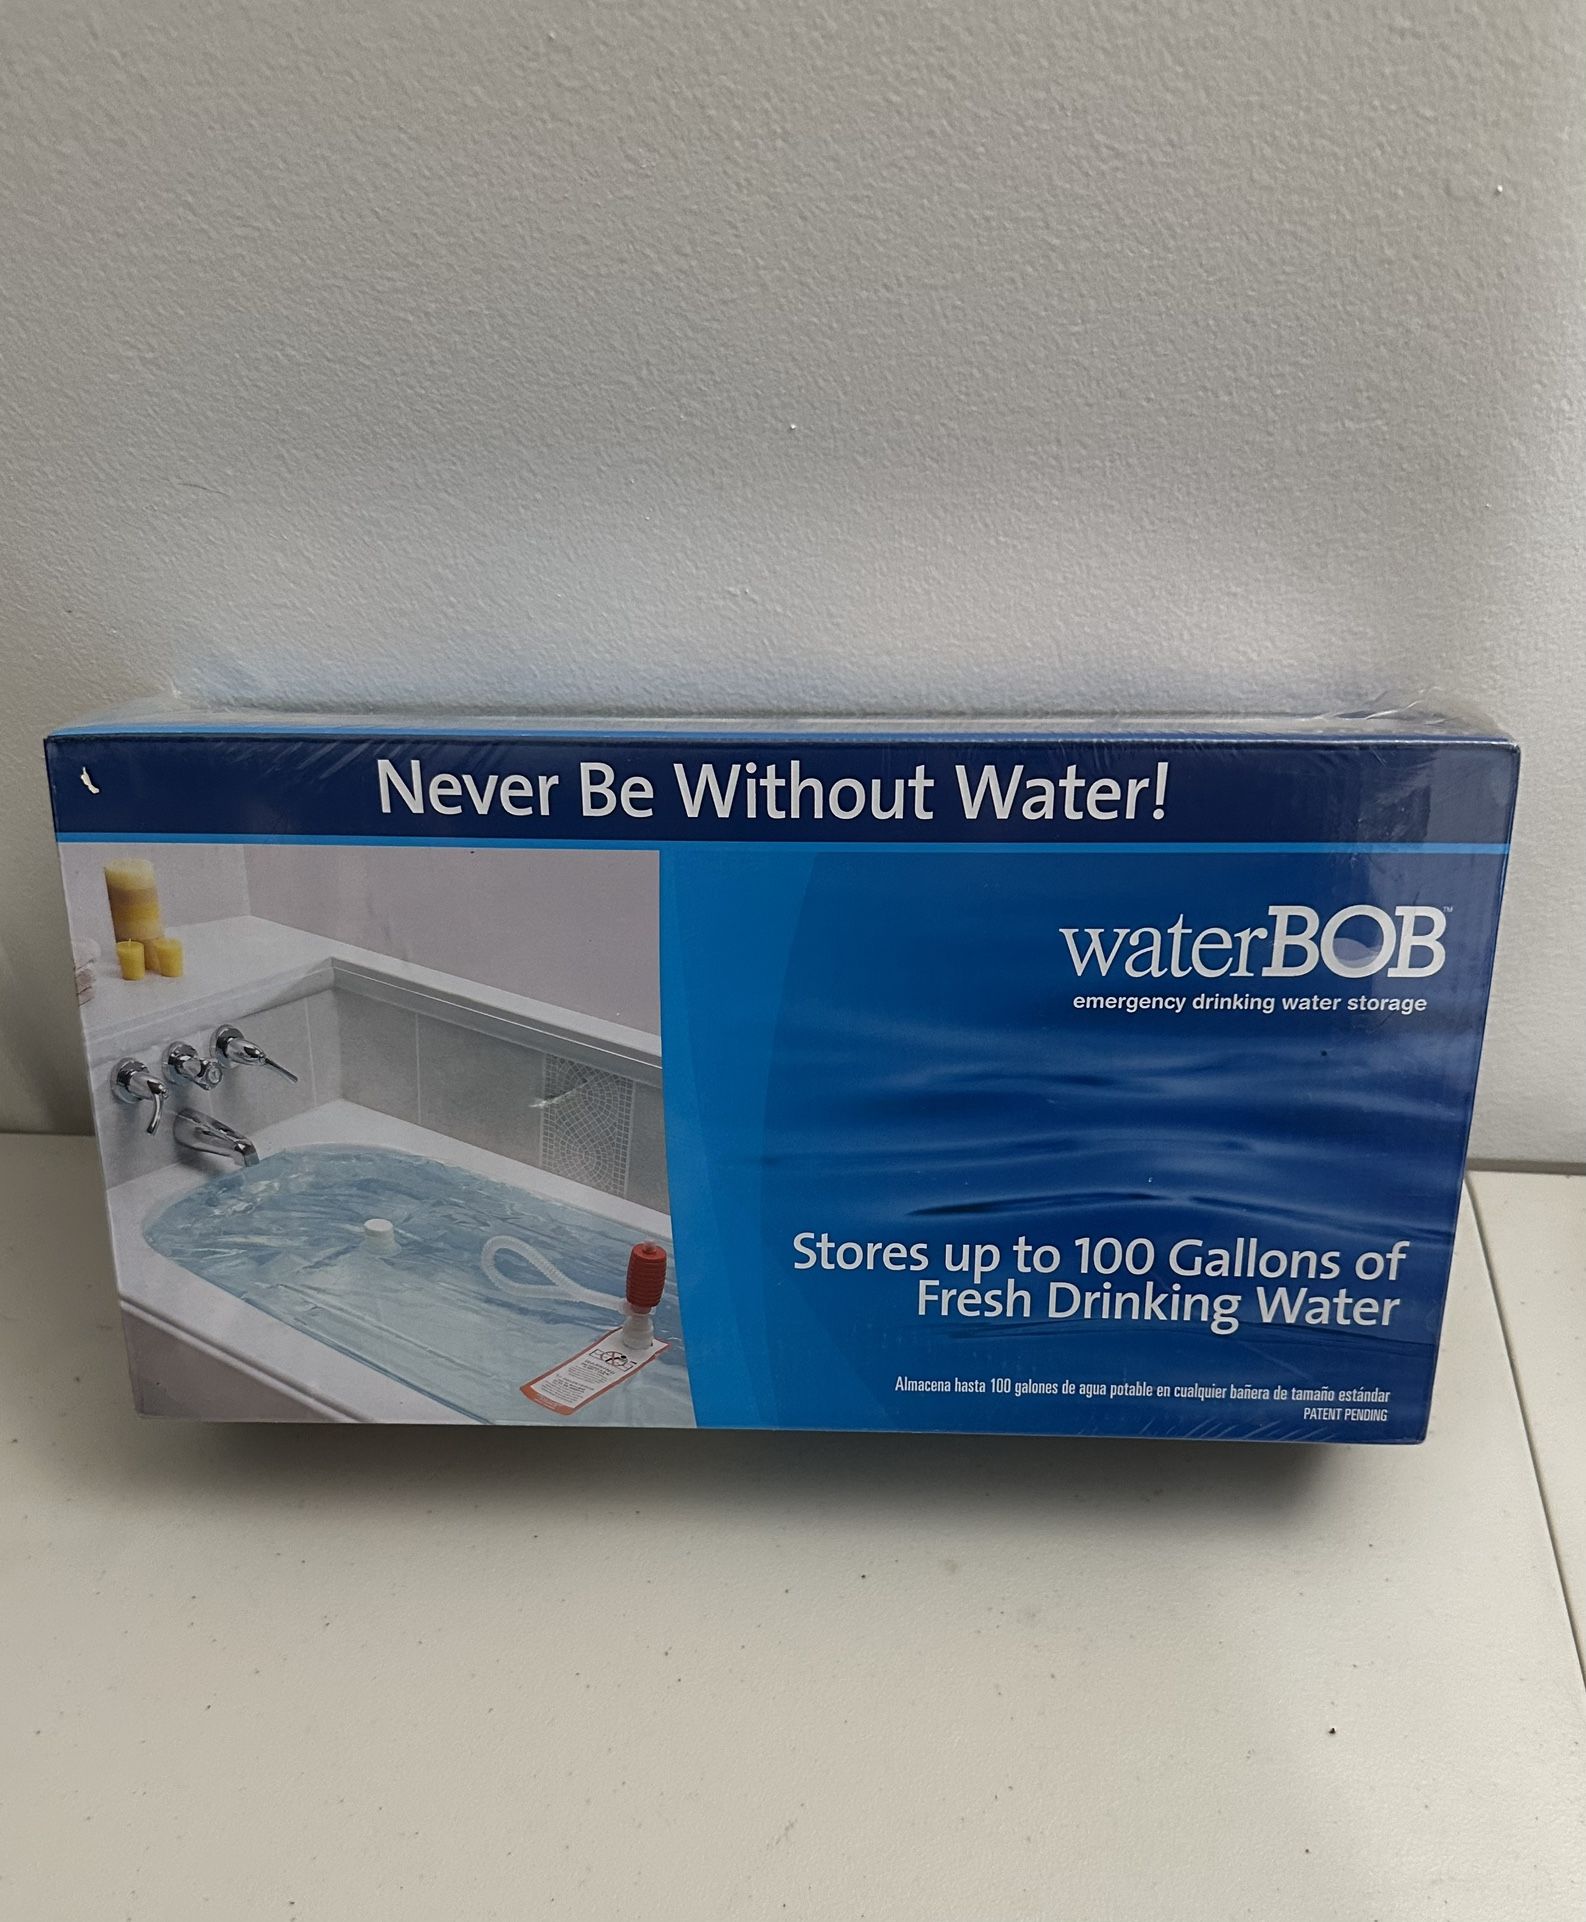 Never Be Without Water!
waterBOB™
emergency drinking water storage
Stores up to 100 Gallons of
Fresh Drinking Water
Almacena hasta 100 galones de agua potable en cualquier bañera de tamaño estándar
PATENT PENDING